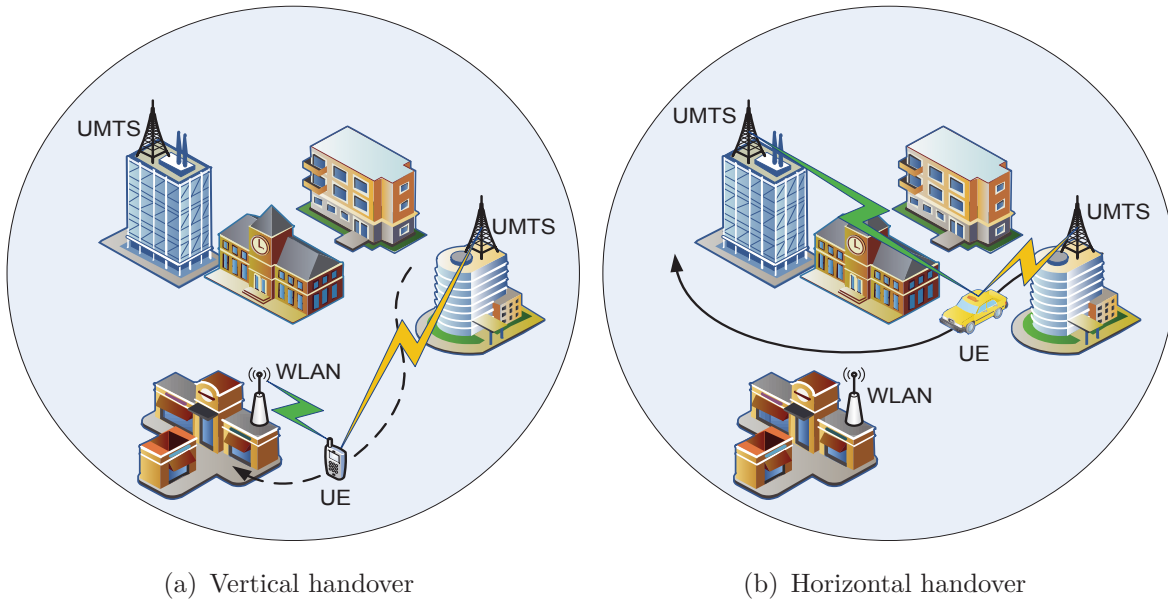 UMTS
UMTS
WLAN
UE
(a) Vertical handover
UMTS
UMTS
UE
WLAN
(b) Horizontal handover